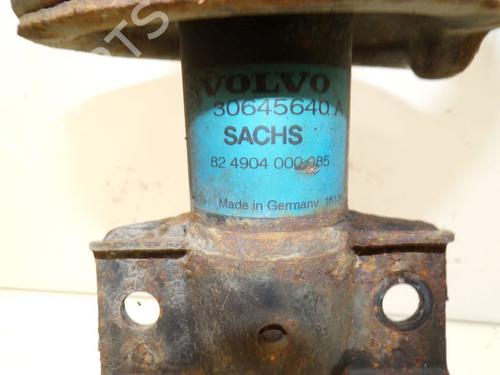 VOLVO
30645640 A
SACHS
82 4904 000 085
Made in Germany